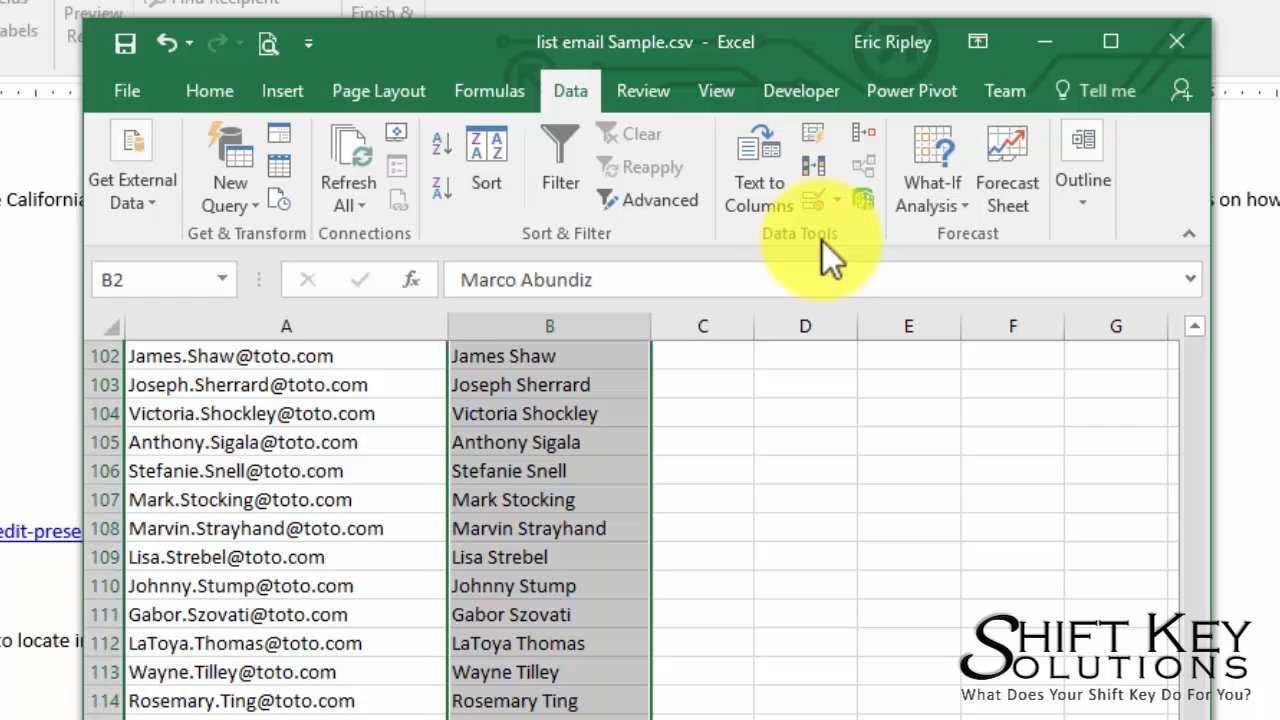 Find Recipient
Preview
Finish &
abels
list email Sample.csv - Excel
Eric Ripley
File Home Insert Page Layout Formulas Data Review View Developer Power Pivot Team Tell me
Get External Data
New Query
Refresh All
Sort
Filter
Clear
Reapply
Advanced
Text to Columns
What-If Analysis
Forecast Sheet
Outline
Get & Transform Connections Sort & Filter Data Tools Forecast
e California
s on how
B2 fx Marco Abundiz
A B C D E F G
102 James.Shaw@toto.com James Shaw
103 Joseph.Sherrard@toto.com Joseph Sherrard
104 Victoria.Shockley@toto.com Victoria Shockley
105 Anthony.Sigala@toto.com Anthony Sigala
106 Stefanie.Snell@toto.com Stefanie Snell
107 Mark.Stocking@toto.com Mark Stocking
108 Marvin.Strayhand@toto.com Marvin Strayhand
edit-prese
109 Lisa.Strebel@toto.com Lisa Strebel
110 Johnny.Stump@toto.com Johnny Stump
111 Gabor.Szovati@toto.com Gabor Szovati
112 LaToya.Thomas@toto.com LaToya Thomas
to locate i
113 Wayne.Tilley@toto.com Wayne Tilley
114 Rosemary.Ting@toto.com Rosemary Ting
SHIFT KEY
SOLUTIONS
What Does Your Shift Key Do For You?